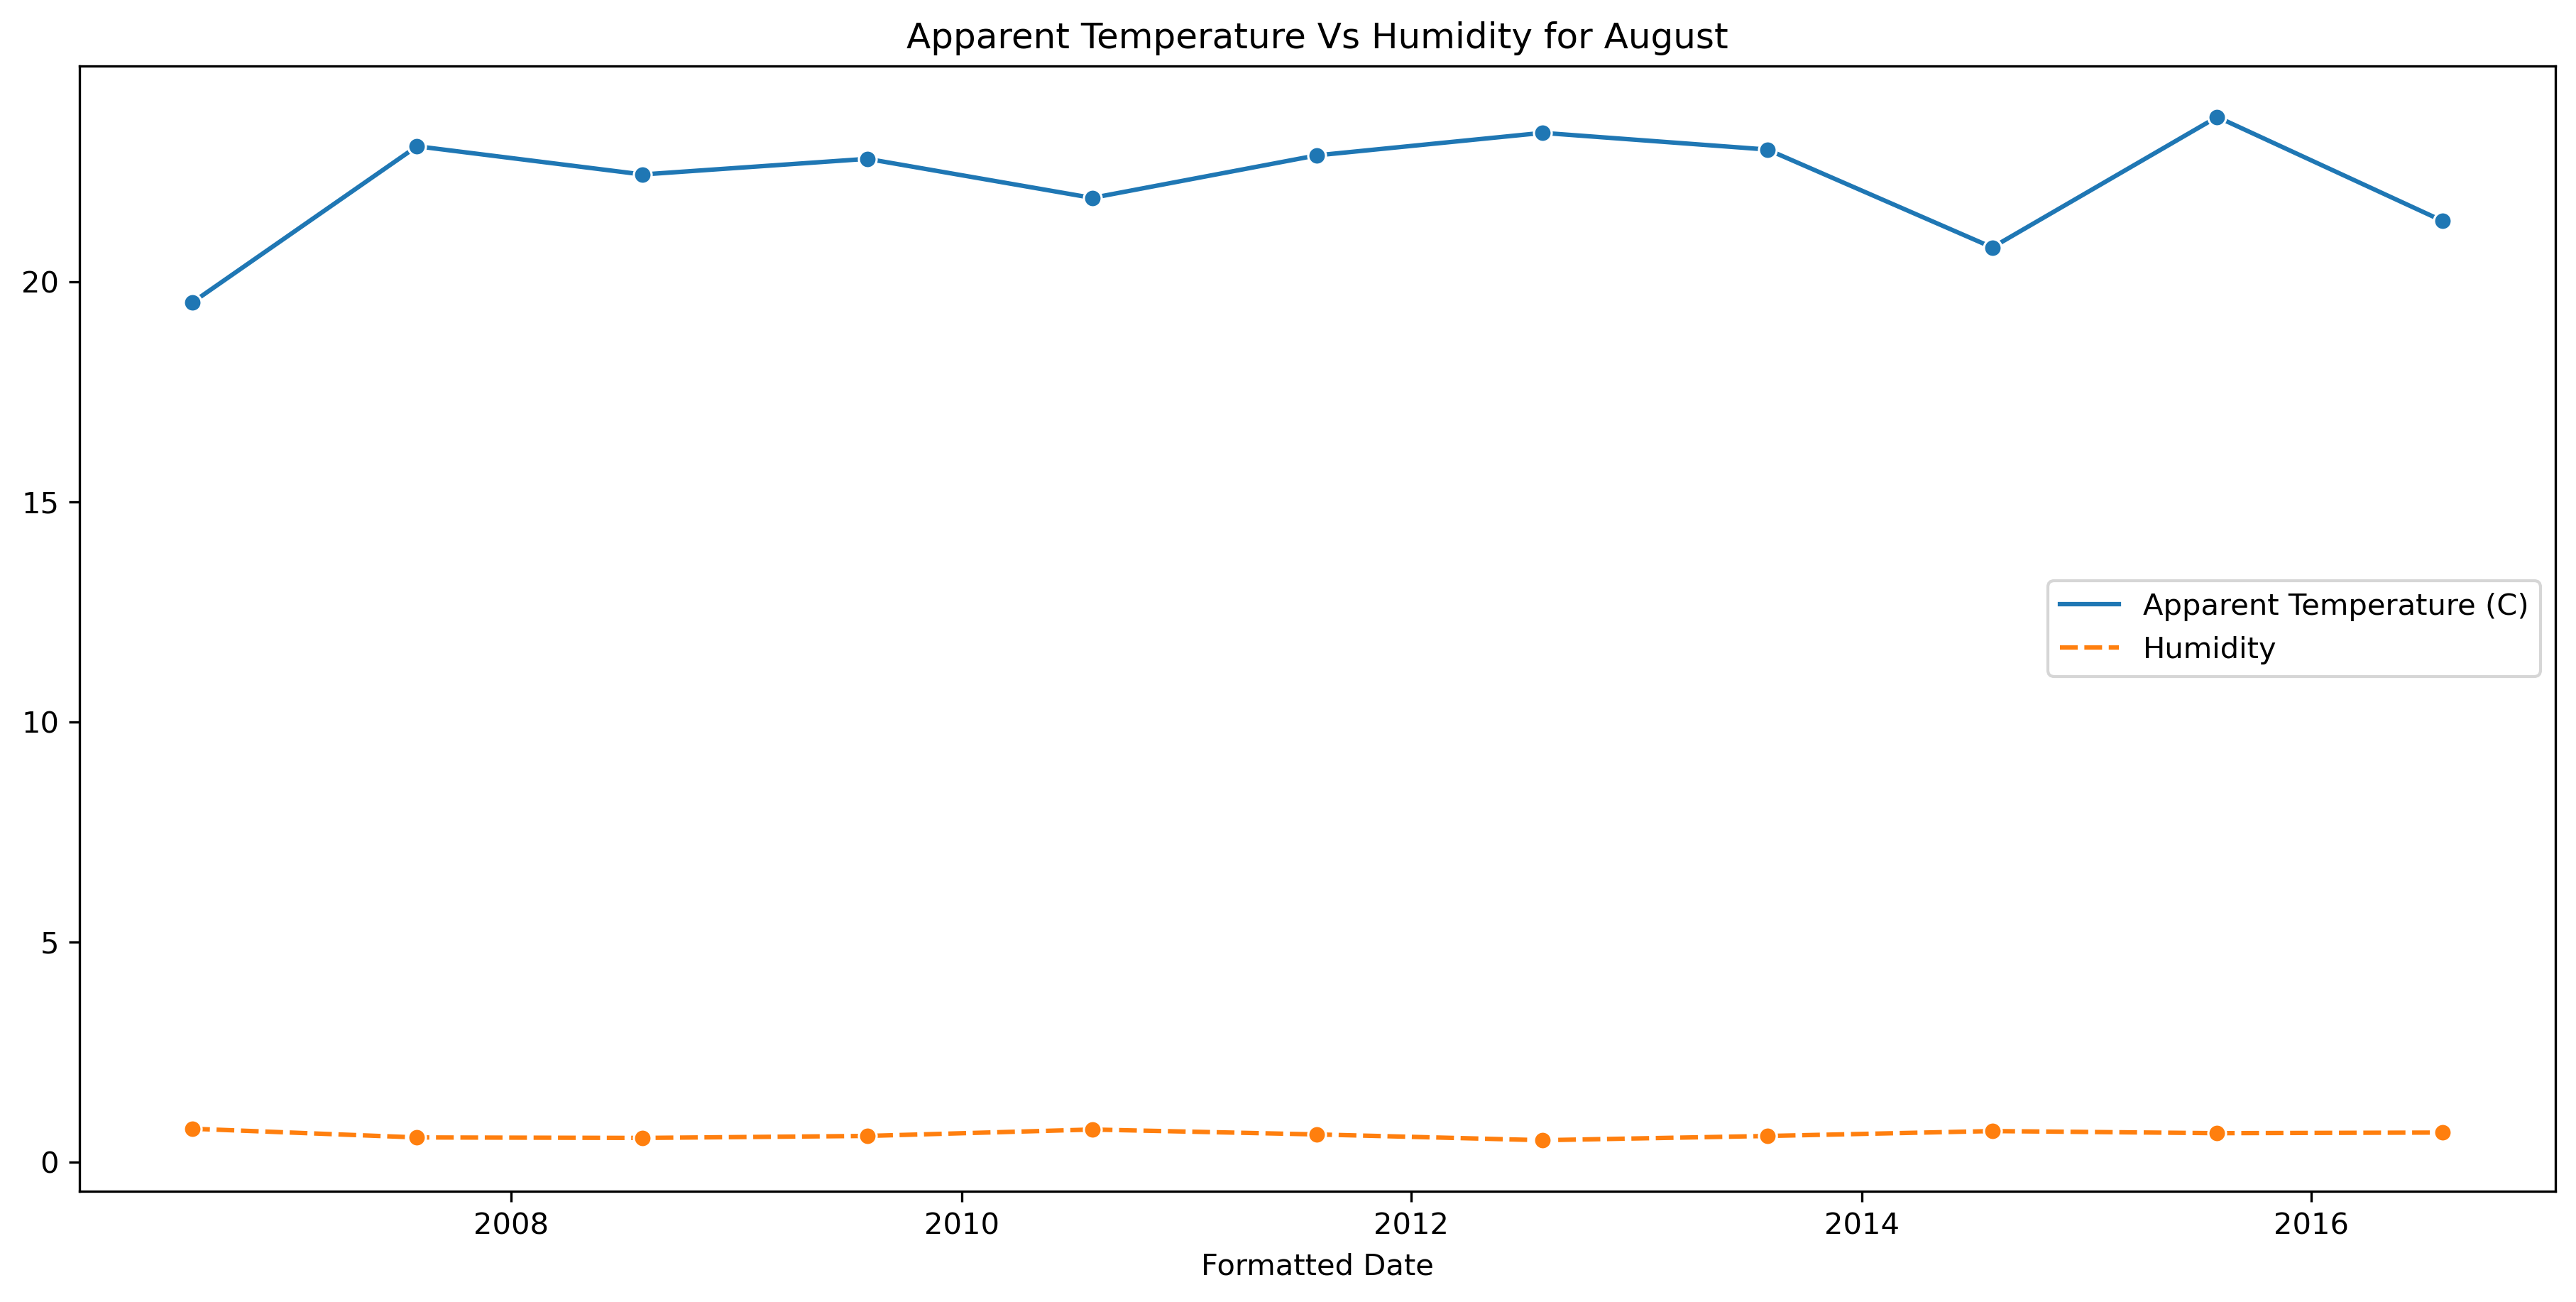 Apparent Temperature Vs Humidity for August
20
15
10
5
0
Apparent Temperature (C)
Humidity
2008 2010 2012 2014 2016
Formatted Date